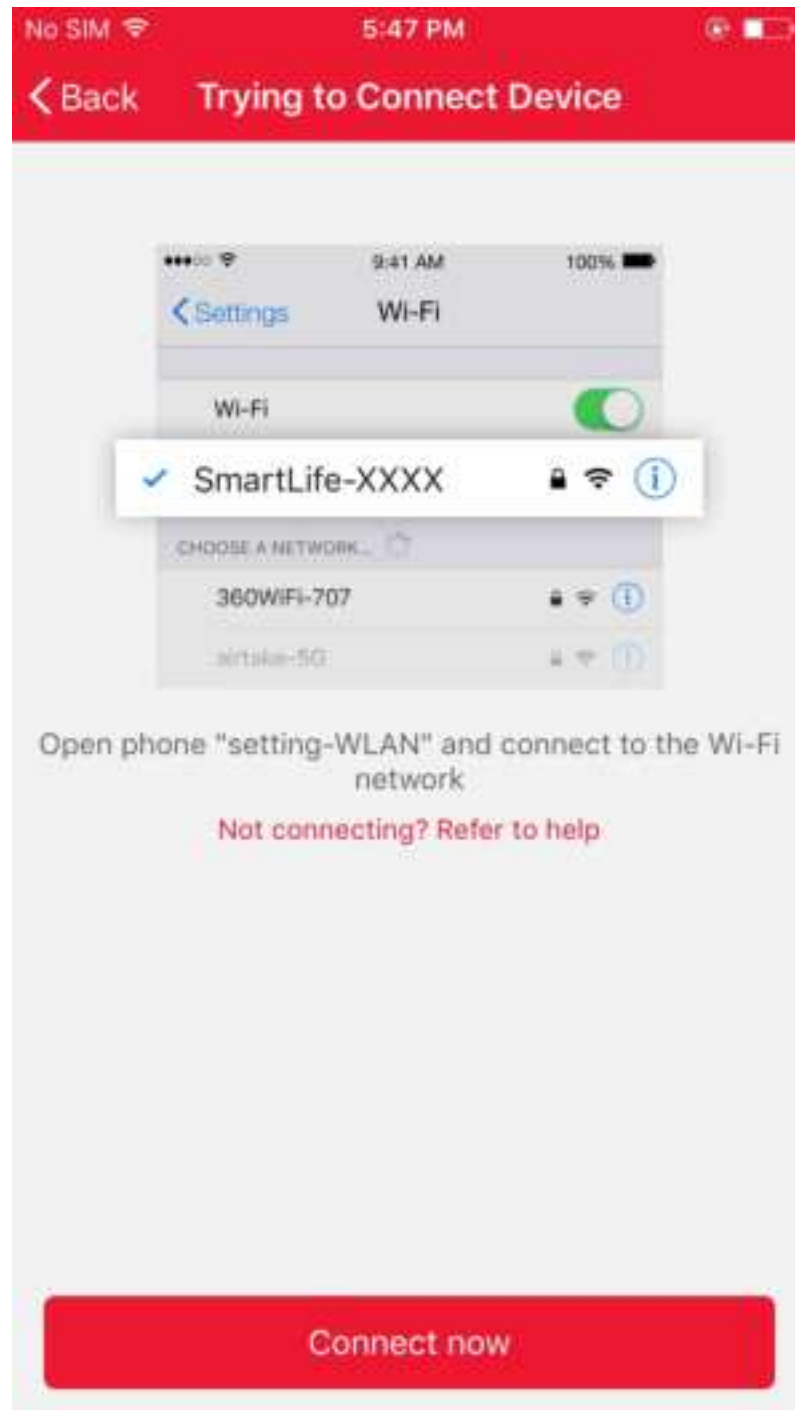 No SIM 5:47 PM
Back Trying to Connect Device
9:41 AM 100%
Settings Wi-Fi
Wi-Fi
SmartLife-XXXX
CHOOSE A NETWORK...
360WiFi-707
airtake-5G
Open phone "setting-WLAN" and connect to the Wi-Fi
network
Not connecting? Refer to help
Connect now